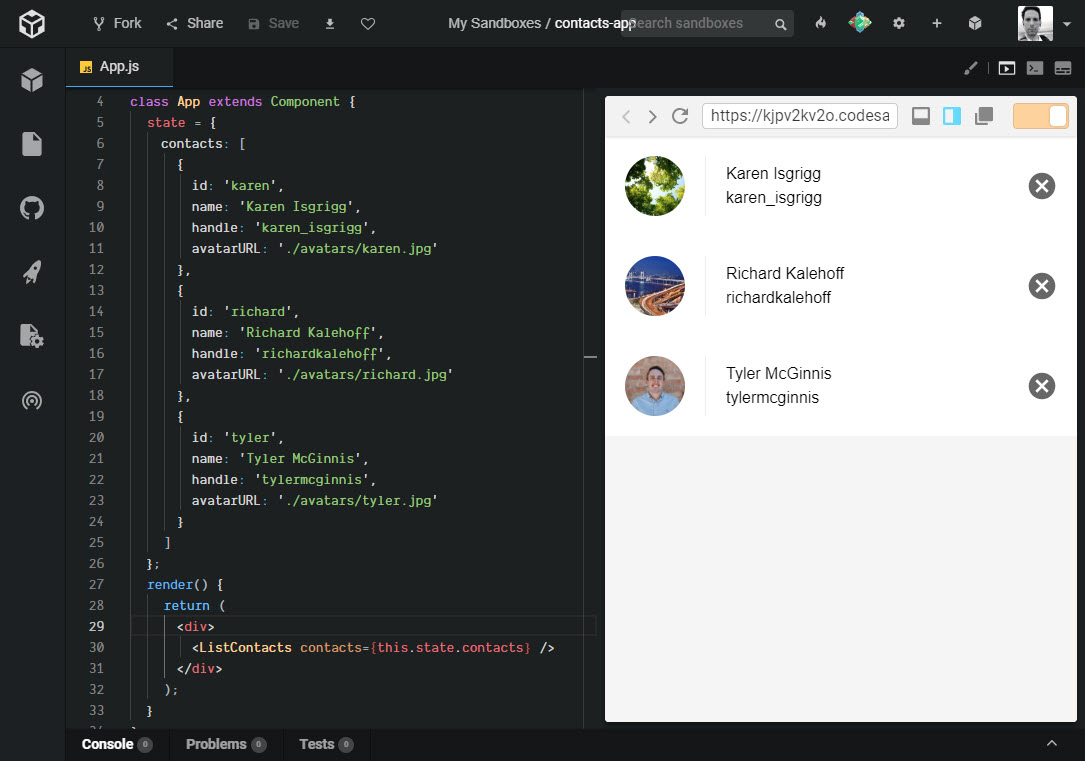 Fork Share Save My Sandboxes / contacts-app Search sandboxes
JS App.js
4 class App extends Component {
5 state = {
6 contacts: [
7 {
8 id: 'karen',
9 name: 'Karen Isgrigg',
10 handle: 'karen_isgrigg',
11 avatarURL: './avatars/karen.jpg'
12 },
13 {
14 id: 'richard',
15 name: 'Richard Kalehoff',
16 handle: 'richardkalehoff',
17 avatarURL: './avatars/richard.jpg'
18 },
19 {
20 id: 'tyler',
21 name: 'Tyler McGinnis',
22 handle: 'tylermcginnis',
23 avatarURL: './avatars/tyler.jpg'
24 }
25 ]
26 };
27 render() {
28 return (
29 <div>
30 <ListContacts contacts={this.state.contacts} />
31 </div>
32 );
33 }
https://kjpv2kv2o.codesa
Karen Isgrigg
karen_isgrigg
Richard Kalehoff
richardkalehoff
Tyler McGinnis
tylermcginnis
Console 0 Problems 0 Tests 0